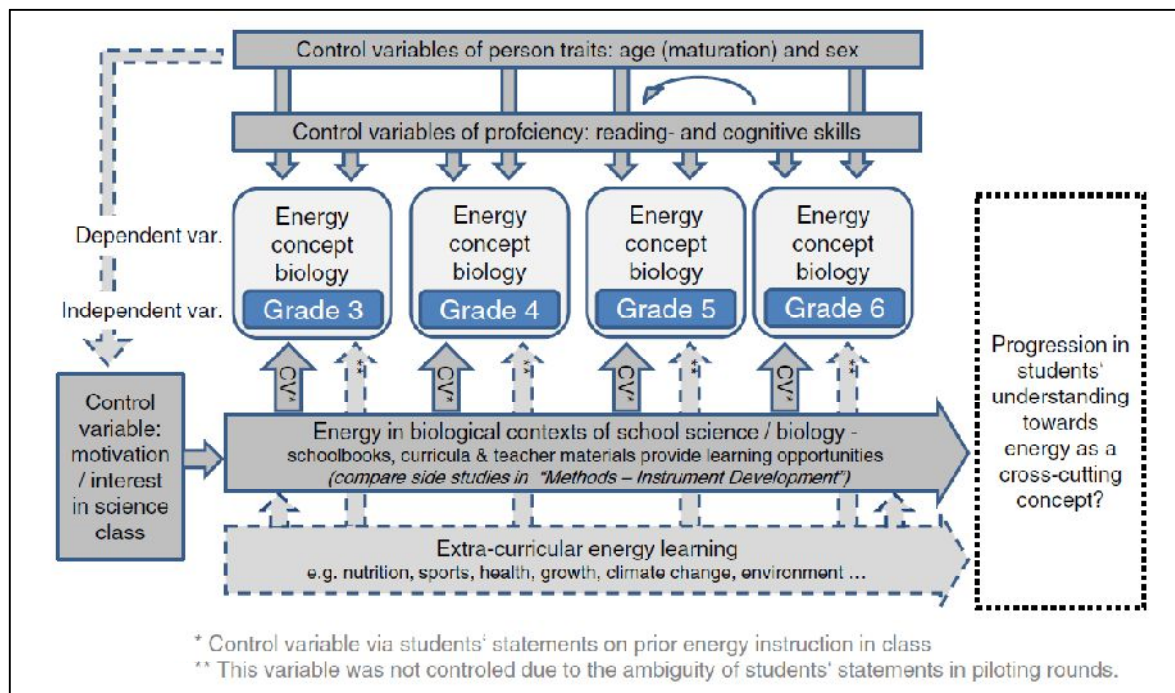 Control variables of person traits: age (maturation) and sex
Control variables of profciency: reading- and cognitive skills
Dependent var.
Independent var.
Energy
concept
biology
Grade 3
Energy
concept
biology
Grade 4
Energy
concept
biology
Grade 5
Energy
concept
biology
Grade 6
CV*
**
CV*
**
CV*
**
CV*
**
Control
variable:
motivation
/ interest
in science
class
Energy in biological contexts of school science / biology -
schoolbooks, curricula & teacher materials provide learning opportunities
(compare side studies in "Methods – Instrument Development")
Extra-curricular energy learning
e.g. nutrition, sports, health, growth, climate change, environment ...
Progression in
students'
understanding
towards
energy as a
cross-cutting
concept?
* Control variable via students' statements on prior energy instruction in class
** This variable was not controled due to the ambiguity of students' statements in piloting rounds.